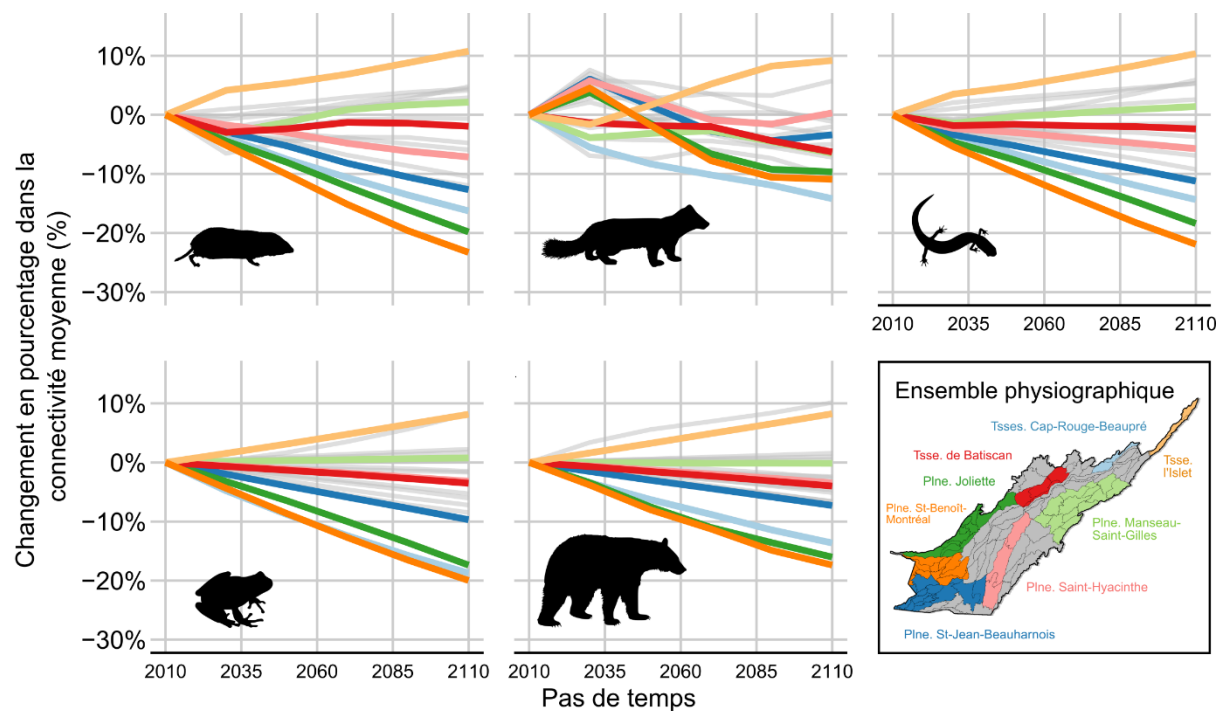 Changement en pourcentage dans la
connectivité moyenne (%)
10%
0%
−10%
−20%
−30%
2010 2035 2060 2085 2110
10%
0%
−10%
−20%
−30%
2010 2035 2060 2085 2110
2010 2035 2060 2085 2110
Pas de temps
Ensemble physiographique
Tsses. Cap-Rouge-Beaupré
Tsse. de Batiscan
Tsse.
l'Islet
Plne. Joliette
Plne. St-Benoît-
Montréal
Plne. Manseau-
Saint-Gilles
Plne. Saint-Hyacinthe
Plne. St-Jean-Beauharnois